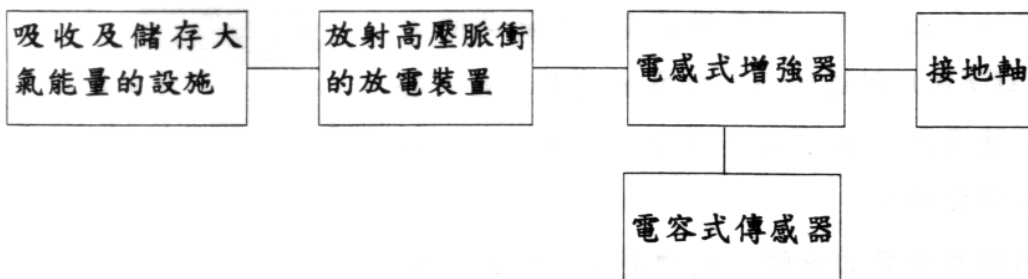 吸收及儲存大
氣能量的設施
放射高壓脈衝
的放電裝置
電感式增強器
接地軸
電容式傳感器